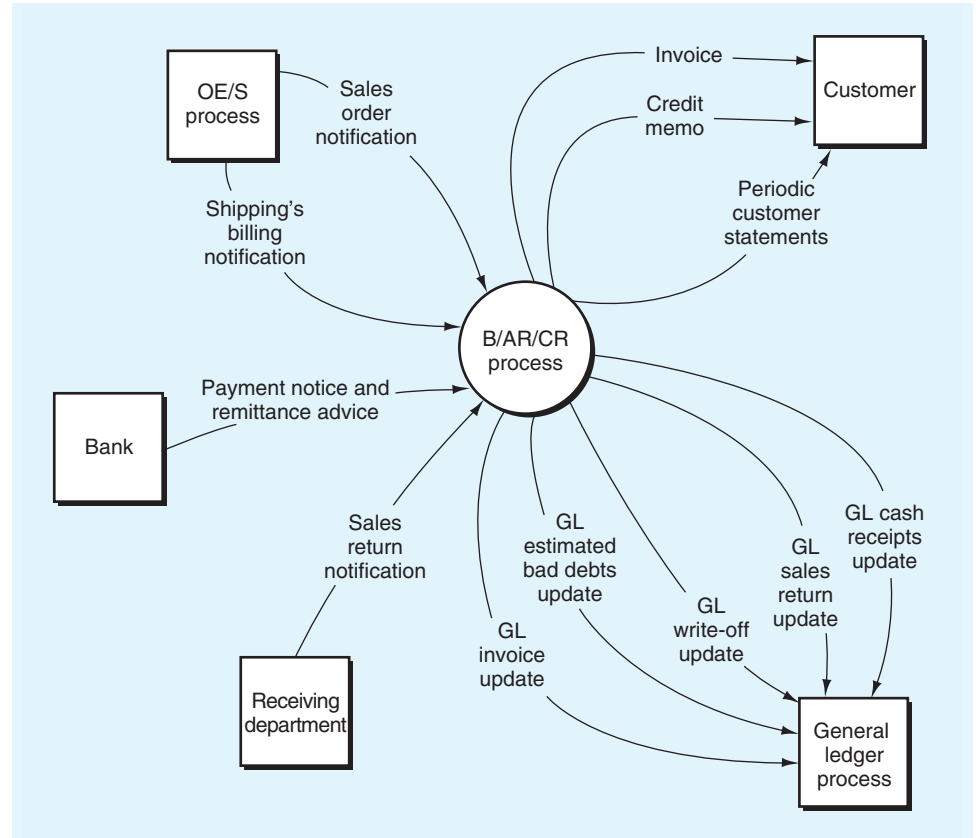 OE/S
process
Sales
order
notification
Invoice
Credit
memo
Customer
Shipping's
billing
notification
Periodic
customer
statements
B/AR/CR
process
Payment notice and
remittance advice
Bank
Sales
return
notification
Receiving
department
GL
invoice
update
GL
estimated
bad debts
update
GL
write-off
update
GL
sales
return
update
GL cash
receipts
update
General
ledger
process